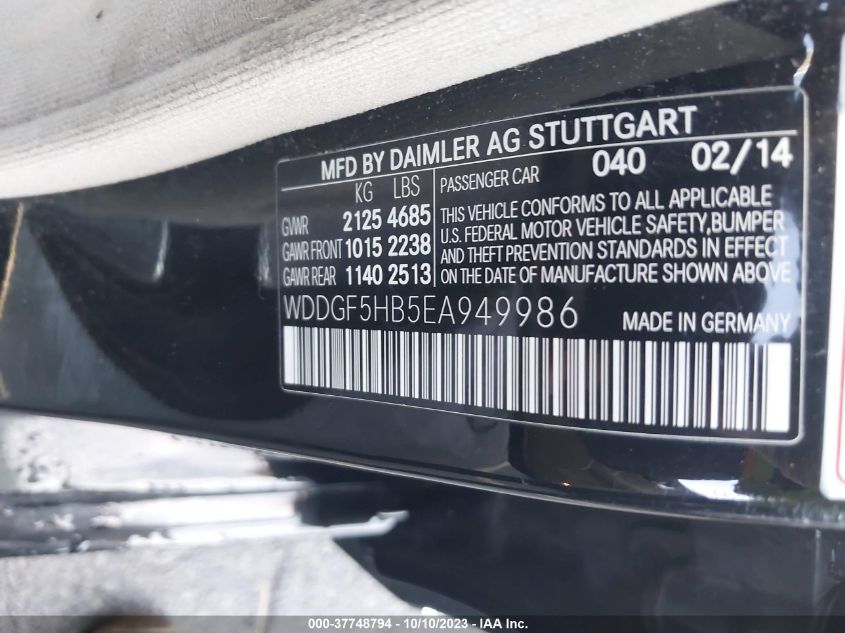 MFD BY DAIMLER AG STUTTGART
KG LBS
GVWR 2125 4685
GAWR FRONT 1015 2238
GAWR REAR 1140 2513
PASSENGER CAR 040 02/14
THIS VEHICLE CONFORMS TO ALL APPLICABLE
U.S. FEDERAL MOTOR VEHICLE SAFETY,BUMPER
AND THEFT PREVENTION STANDARDS IN EFFECT
ON THE DATE OF MANUFACTURE SHOWN ABOVE
WDDGF5HB5EA949986
MADE IN GERMANY
000-37748794 - 10/10/2023 - IAA Inc.